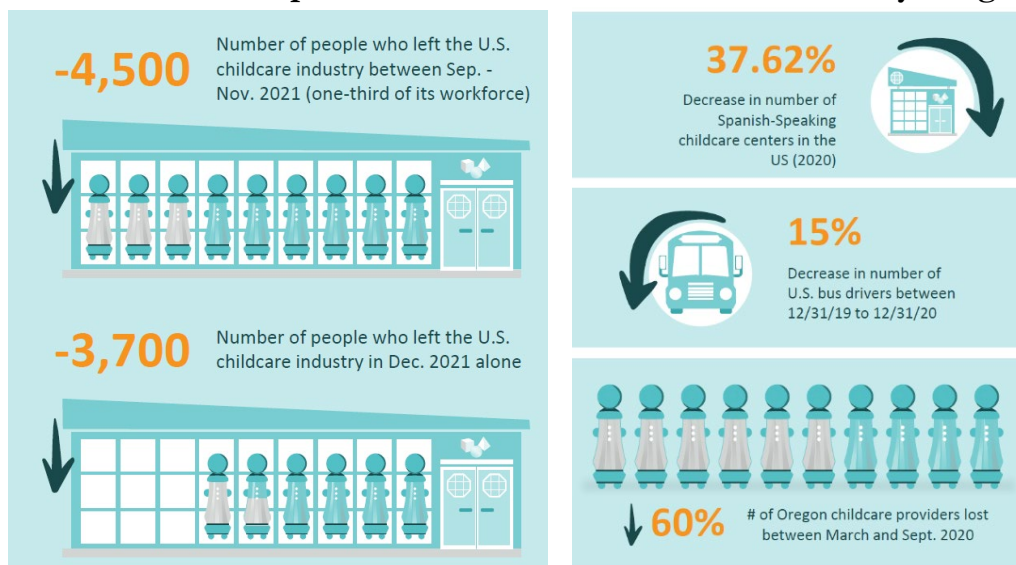 -4,500
Number of people who left the U.S.
childcare industry between Sep. -
Nov. 2021 (one-third of its workforce)
-3,700
Number of people who left the U.S.
childcare industry in Dec. 2021 alone
37.62%
Decrease in number of
Spanish-Speaking
childcare centers in the
US (2020)
15%
Decrease in number of
U.S. bus drivers between
12/31/19 to 12/31/20
60%
# of Oregon childcare providers lost
between March and Sept. 2020